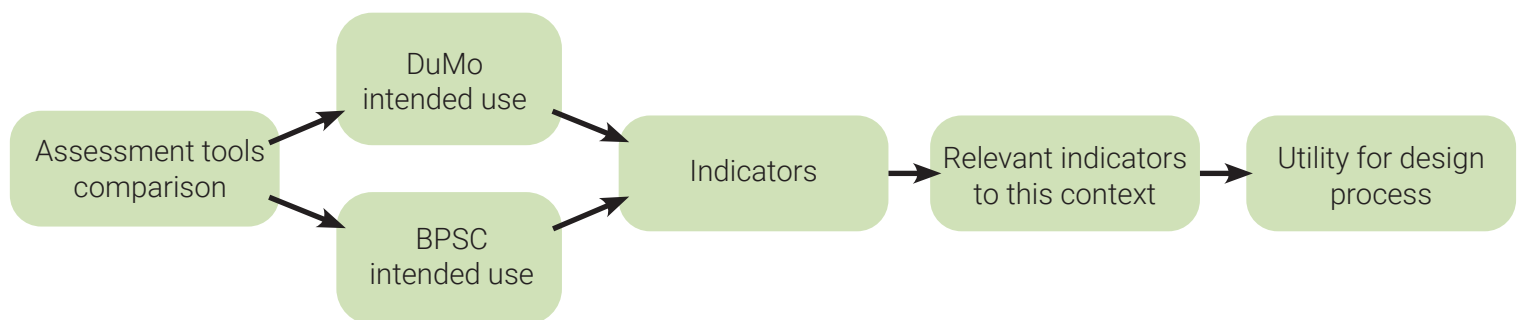 Assessment tools
comparison
DuMo
intended use
BPSC
intended use
Indicators
Relevant indicators
to this context
Utility for design
process